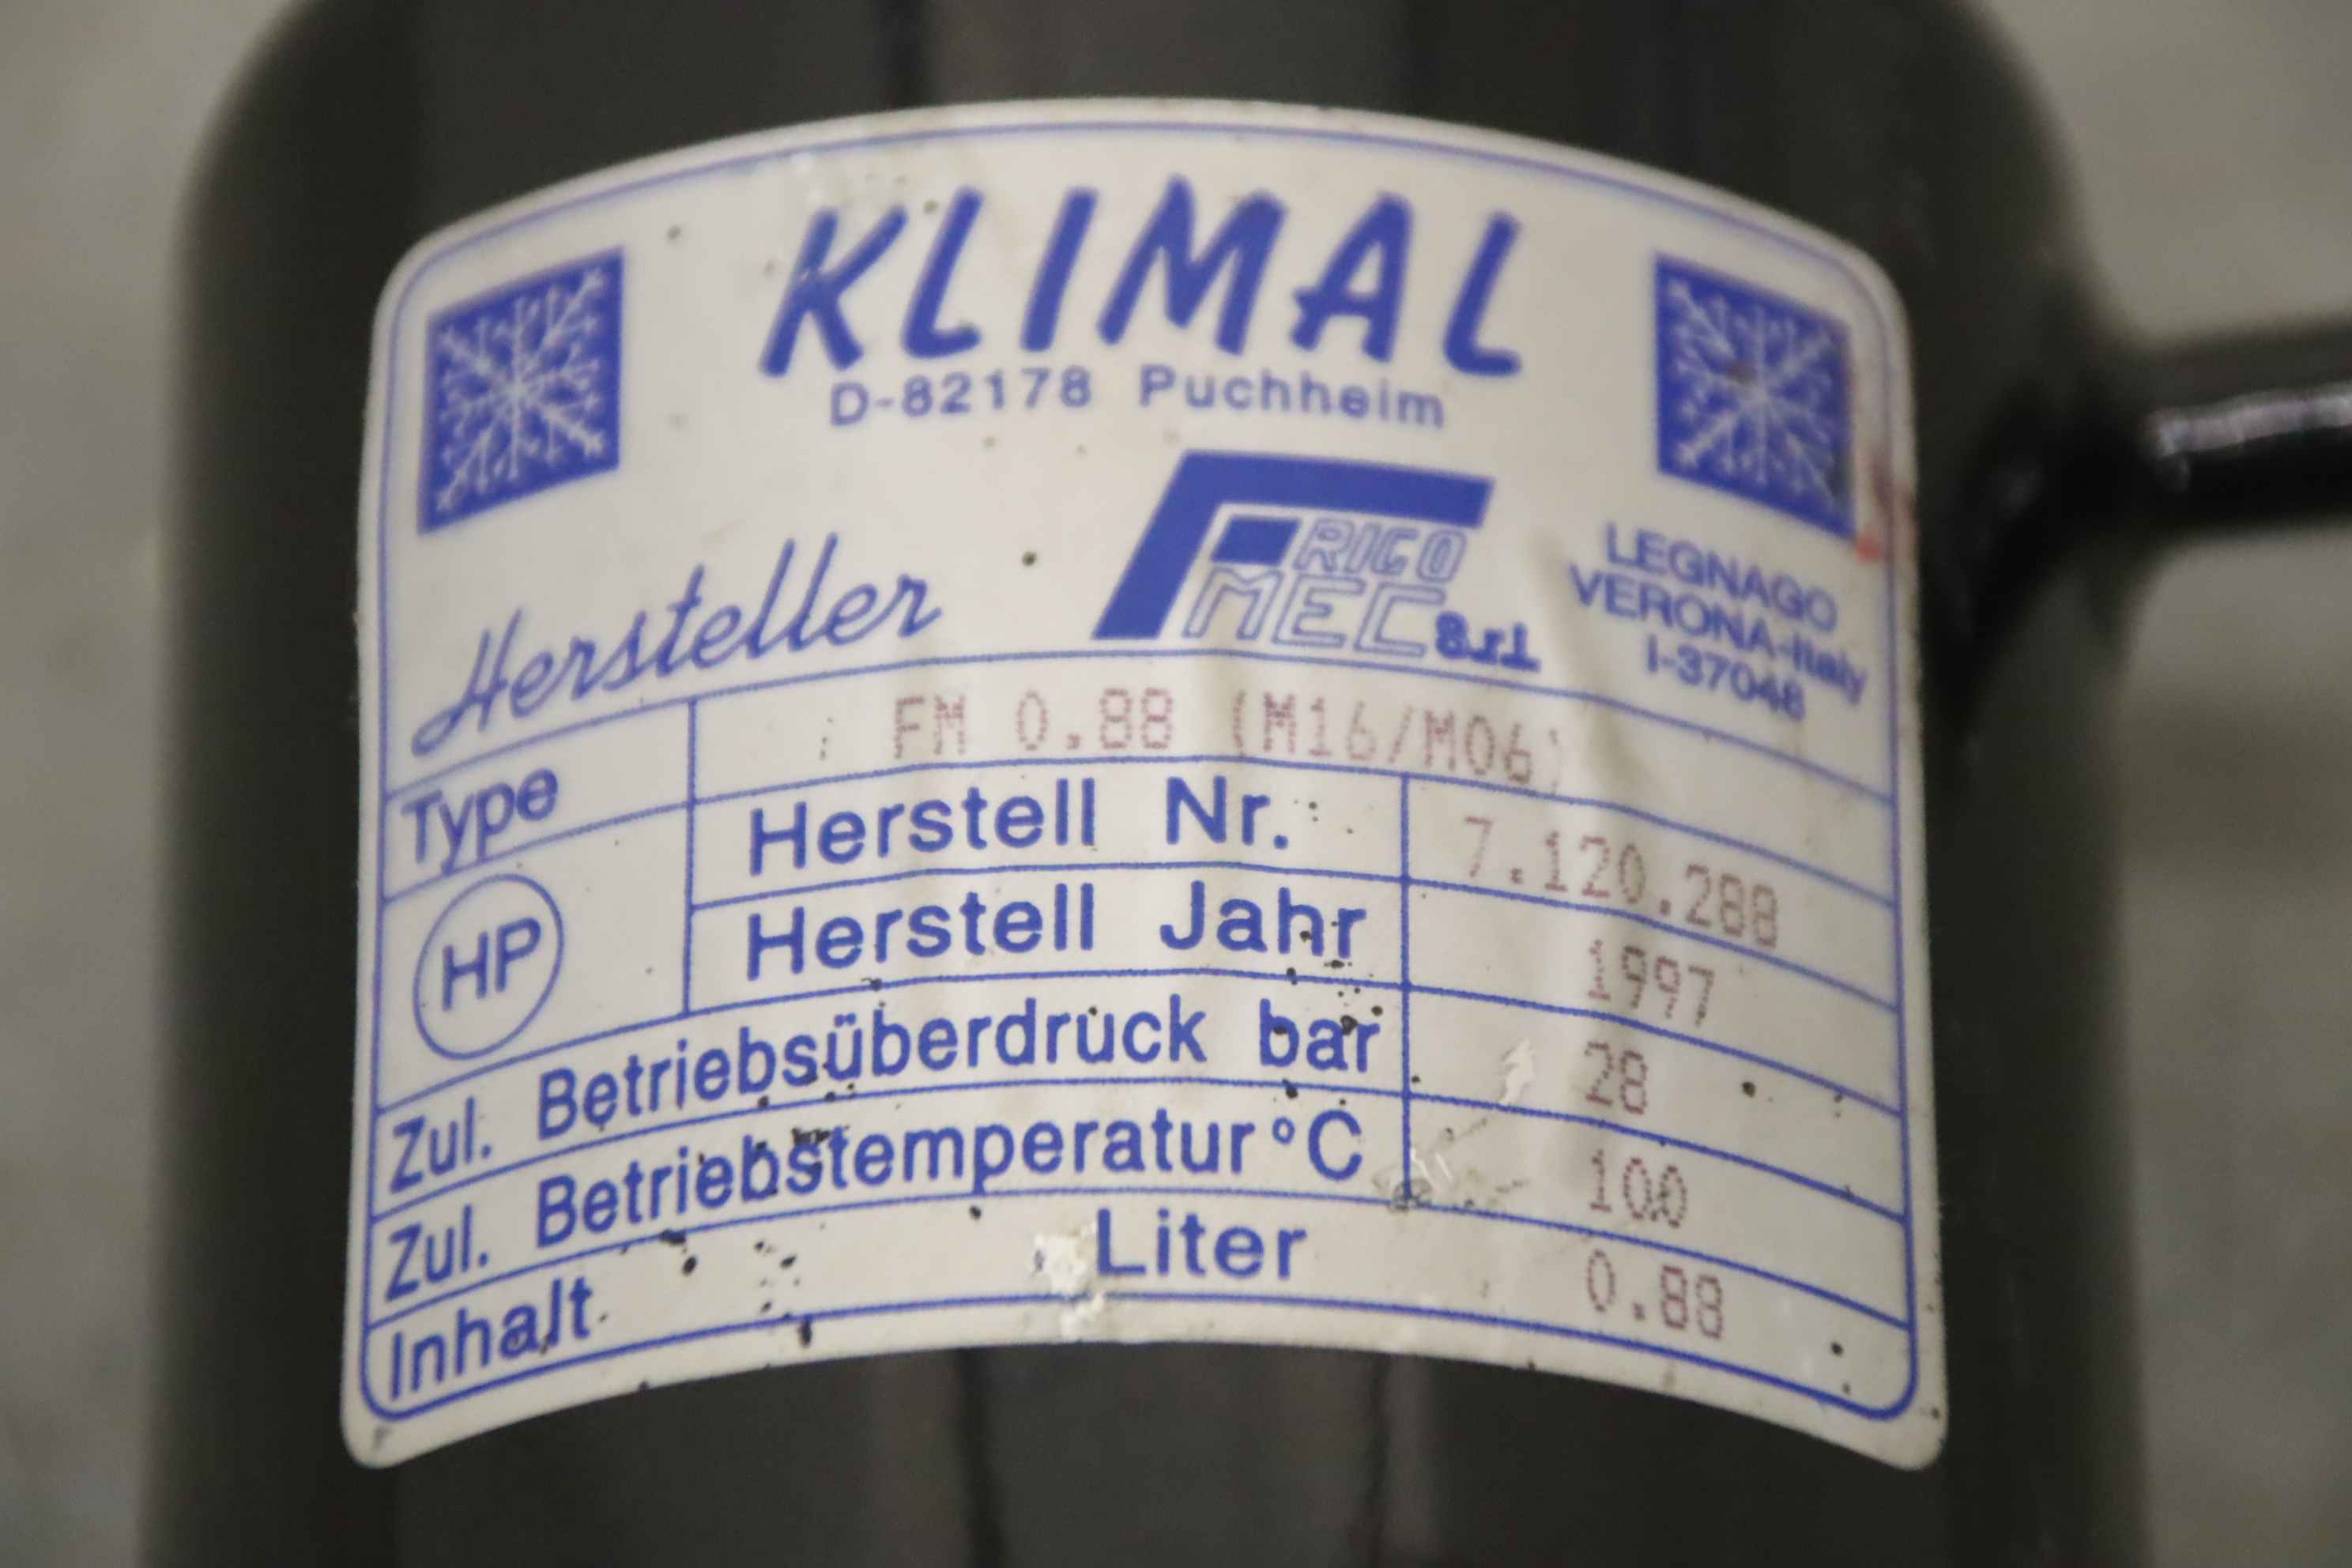 KLIMAL
D-82178 Puchheim
Hersteller
FRIGO
MEC S.r.l.
LEGNAGO
VERONA-Italy
I-37048
Type FM 0.88 (M16/M06)
HP
Herstell Nr. 7.120.288
Herstell Jahr 1997
Zul. Betriebsüberdruck bar 28
Zul. Betriebstemperatur °C 100
Inhalt Liter 0.88